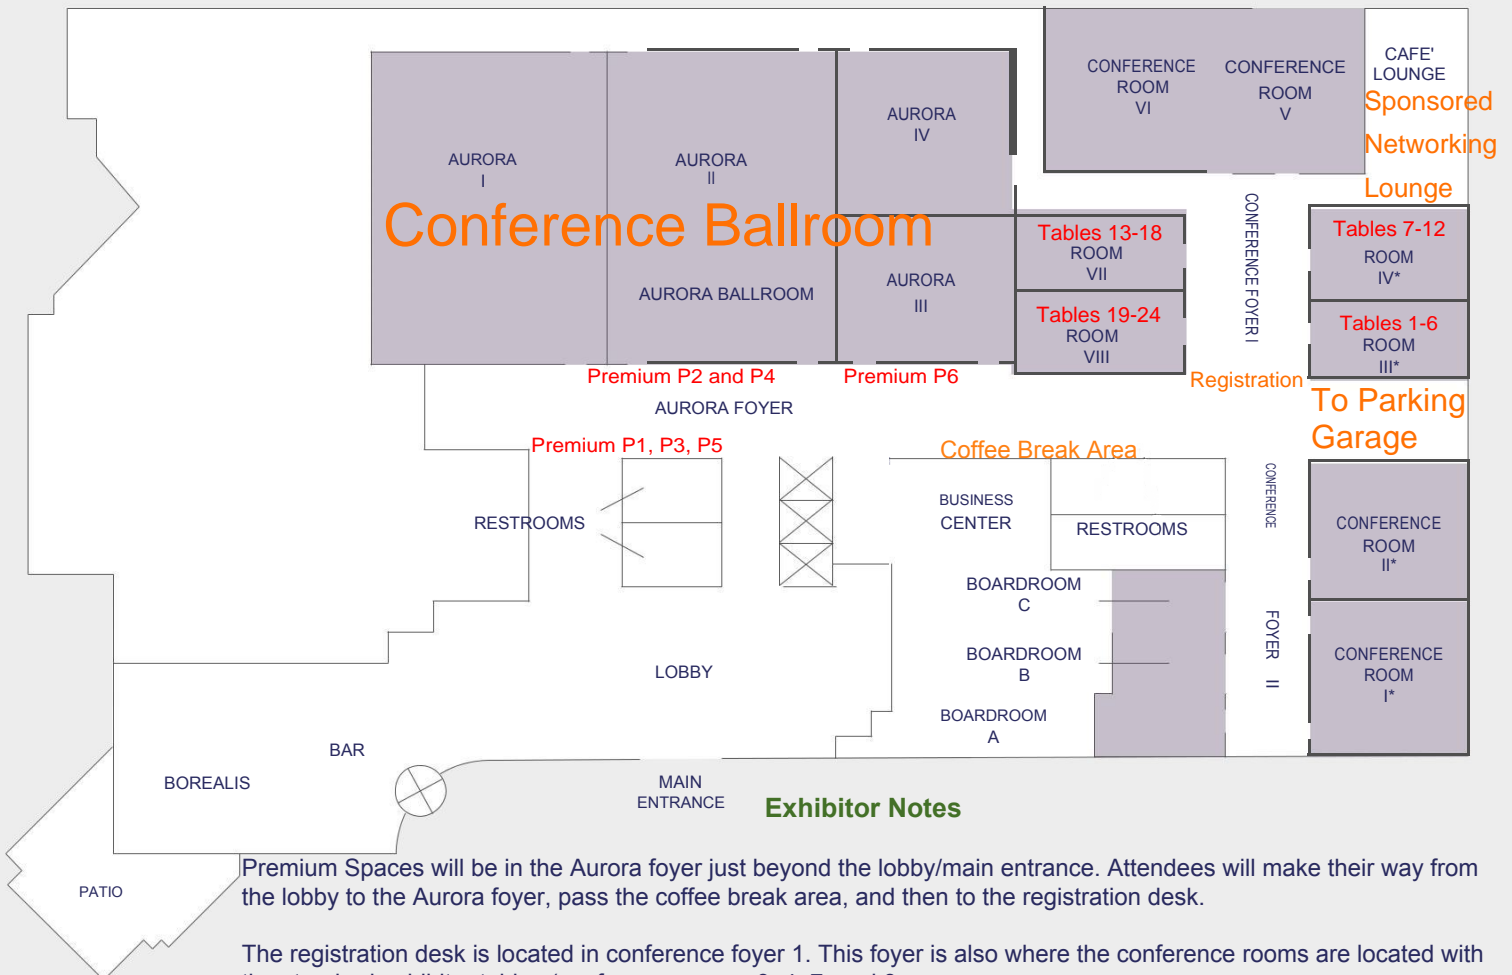 CAFE'
LOUNGE
Sponsored
Networking
Lounge
CONFERENCE
ROOM
VI
CONFERENCE
ROOM
V
AURORA
IV
AURORA
I
AURORA
II
Conference Ballroom
AURORA BALLROOM
AURORA
III
Tables 13-18
ROOM
VII
Tables 19-24
ROOM
VIII
CONFERENCE FOYER I
Tables 7-12
ROOM
IV*
Tables 1-6
ROOM
III*
Premium P2 and P4
Premium P6
Registration
To Parking
Garage
AURORA FOYER
Premium P1, P3, P5
Coffee Break Area
RESTROOMS
BUSINESS
CENTER
RESTROOMS
CONFERENCE
FOYER II
CONFERENCE
ROOM
II*
BOARDROOM
C
BOARDROOM
B
BOARDROOM
A
CONFERENCE
ROOM
I*
LOBBY
BAR
BOREALIS
MAIN
ENTRANCE
PATIO
Exhibitor Notes
Premium Spaces will be in the Aurora foyer just beyond the lobby/main entrance. Attendees will make their way from
the lobby to the Aurora foyer, pass the coffee break area, and then to the registration desk.
The registration desk is located in conference foyer 1. This foyer is also where the conference rooms are located with